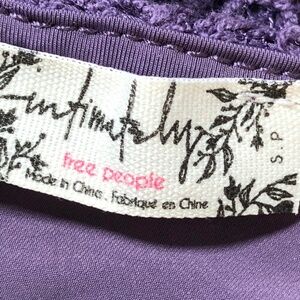 intimately
free people
Made in China. Fabriqué en Chine
S.P